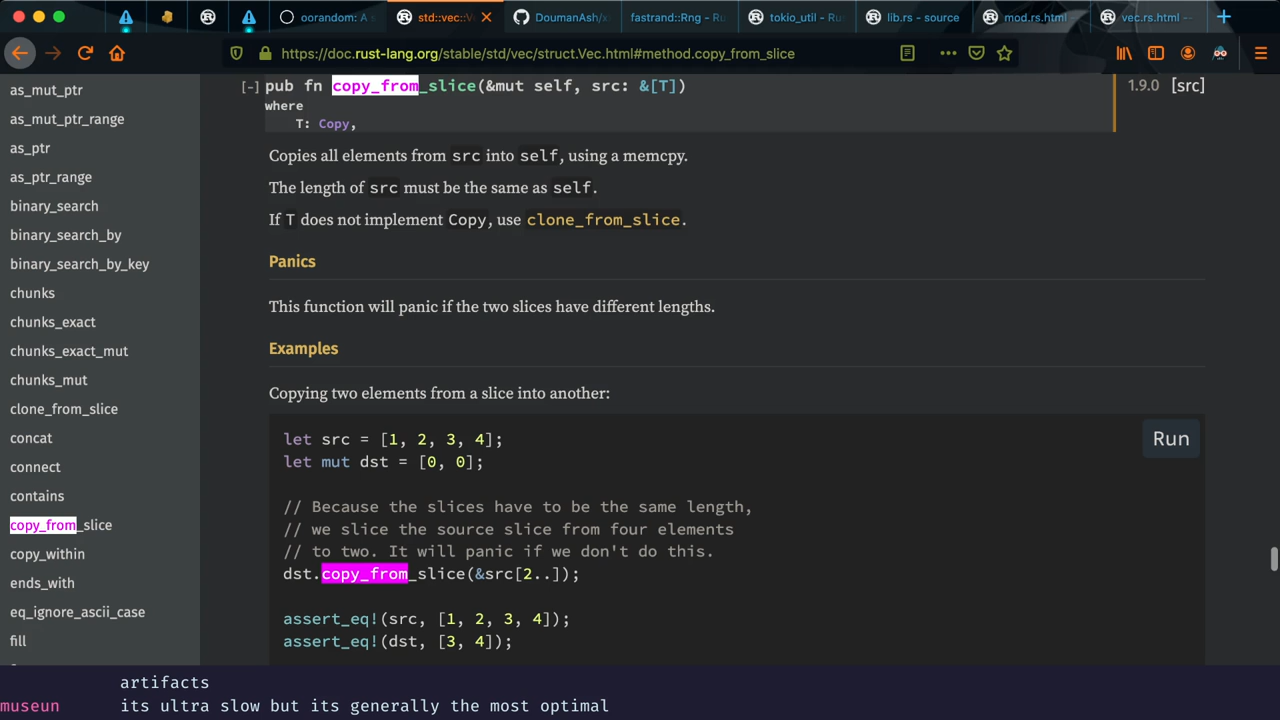 oorandom: A
std::vec::V
DoumanAsh/x
fastrand::Rng - Ru
tokio_util - Ru
lib.rs - source
mod.rs.html --
vec.rs.html --
https://doc.rust-lang.org/stable/std/vec/struct.Vec.html#method.copy_from_slice
as_mut_ptr
as_mut_ptr_range
as_ptr
as_ptr_range
binary_search
binary_search_by
binary_search_by_key
chunks
chunks_exact
chunks_exact_mut
chunks_mut
clone_from_slice
concat
connect
contains
copy_from_slice
copy_within
ends_with
eq_ignore_ascii_case
fill
[-] pub fn copy_from_slice(&mut self, src: &[T])
1.9.0 [src]
where
T: Copy,
Copies all elements from src into self, using a memcpy.
The length of src must be the same as self.
If T does not implement Copy, use clone_from_slice.
Panics
This function will panic if the two slices have different lengths.
Examples
Copying two elements from a slice into another:
Run
let src = [1, 2, 3, 4];
let mut dst = [0, 0];
// Because the slices have to be the same length,
// we slice the source slice from four elements
// to two. It will panic if we don't do this.
dst.copy_from_slice(&src[2..]);
assert_eq!(src, [1, 2, 3, 4]);
assert_eq!(dst, [3, 4]);
artifacts
museun its ultra slow but its generally the most optimal